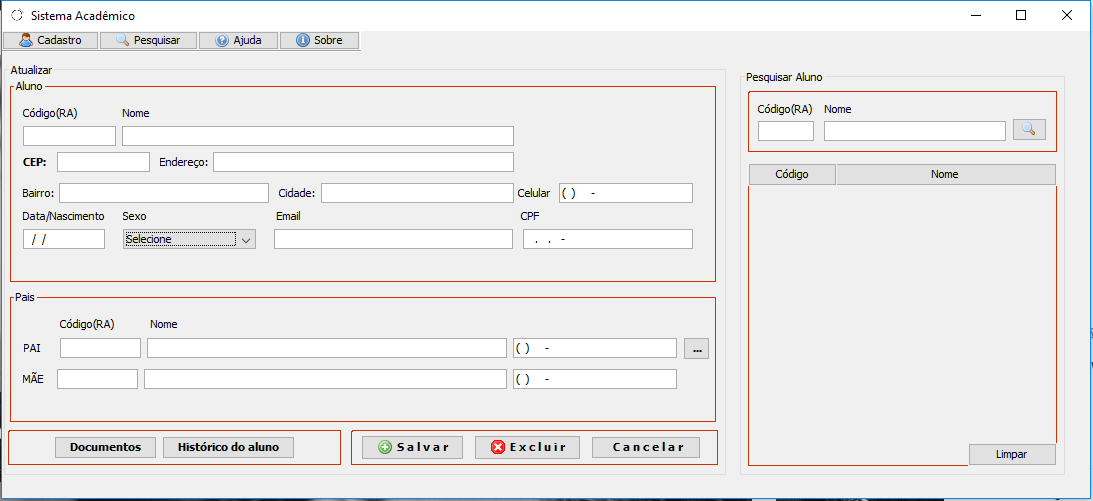 Sistema Acadêmico
Cadastro Pesquisar Ajuda Sobre
Atualizar
Aluno
Código(RA) Nome
CEP: Endereço:
Bairro: Cidade: Celular ( ) -
Data/Nascimento Sexo Email CPF
/ / Selecione . . -
Pais
Código(RA) Nome
PAI ( ) - ...
MÃE ( ) -
Documentos Histórico do aluno Salvar Excluir Cancelar
Pesquisar Aluno
Código(RA) Nome
Código Nome
Limpar